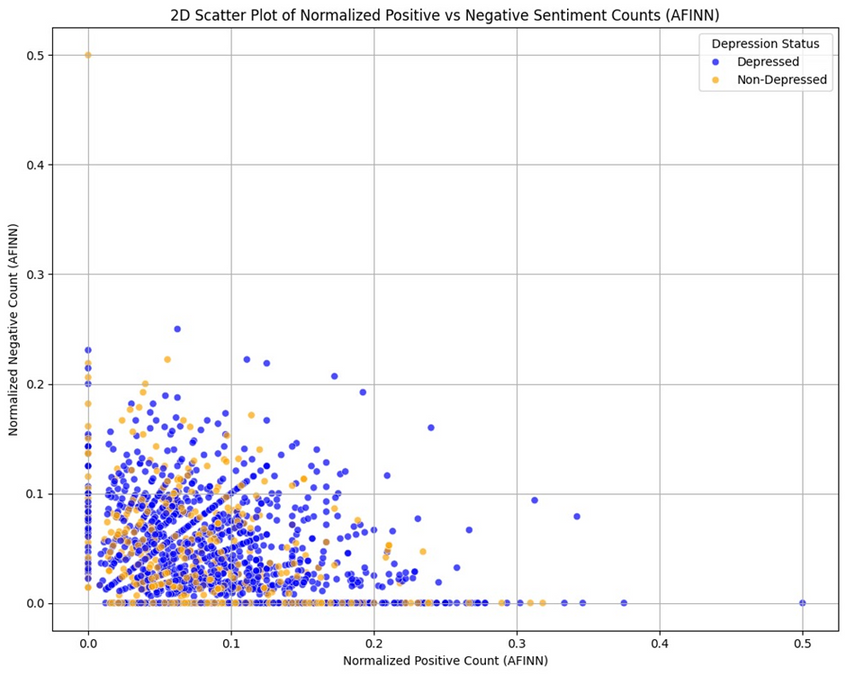 2D Scatter Plot of Normalized Positive vs Negative Sentiment Counts (AFINN)
Depression Status
Depressed
Non-Depressed
Normalized Negative Count (AFINN)
0.5
0.4
0.3
0.2
0.1
0.0
0.0 0.1 0.2 0.3 0.4 0.5
Normalized Positive Count (AFINN)